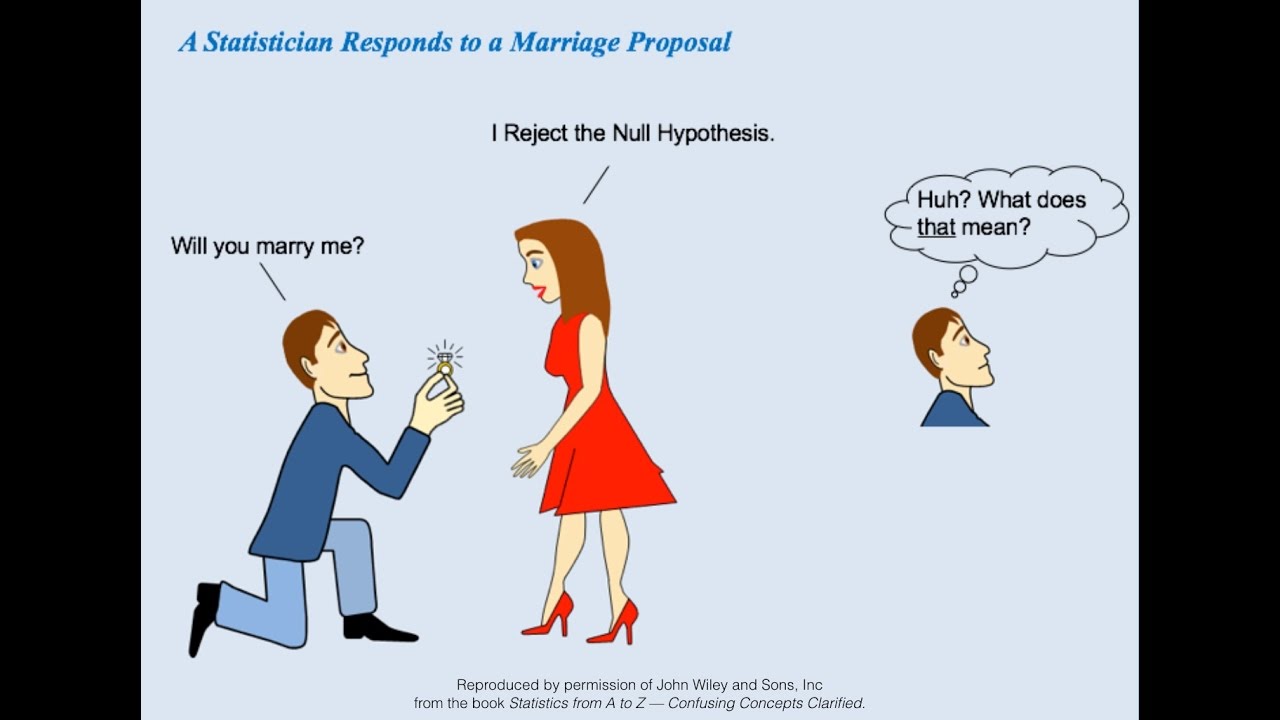 A Statistician Responds to a Marriage Proposal
I Reject the Null Hypothesis.
Will you marry me?
Huh? What does
that mean?
Reproduced by permission of John Wiley and Sons, Inc
from the book Statistics from A to Z — Confusing Concepts Clarified.